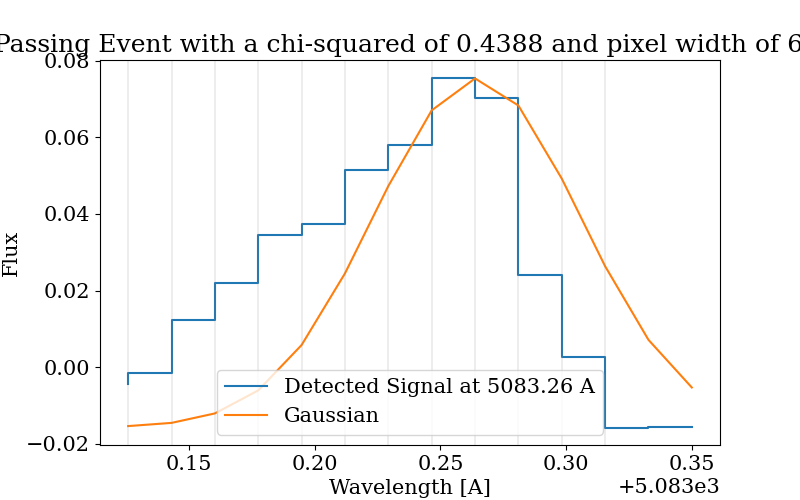 Passing Event with a chi-squared of 0.4388 and pixel width of 6
0.08
0.06
0.04
0.02
0.00
−0.02
Flux
Detected Signal at 5083.26 A
Gaussian
0.15 0.20 0.25 0.30 0.35
+5.083e3
Wavelength [A]